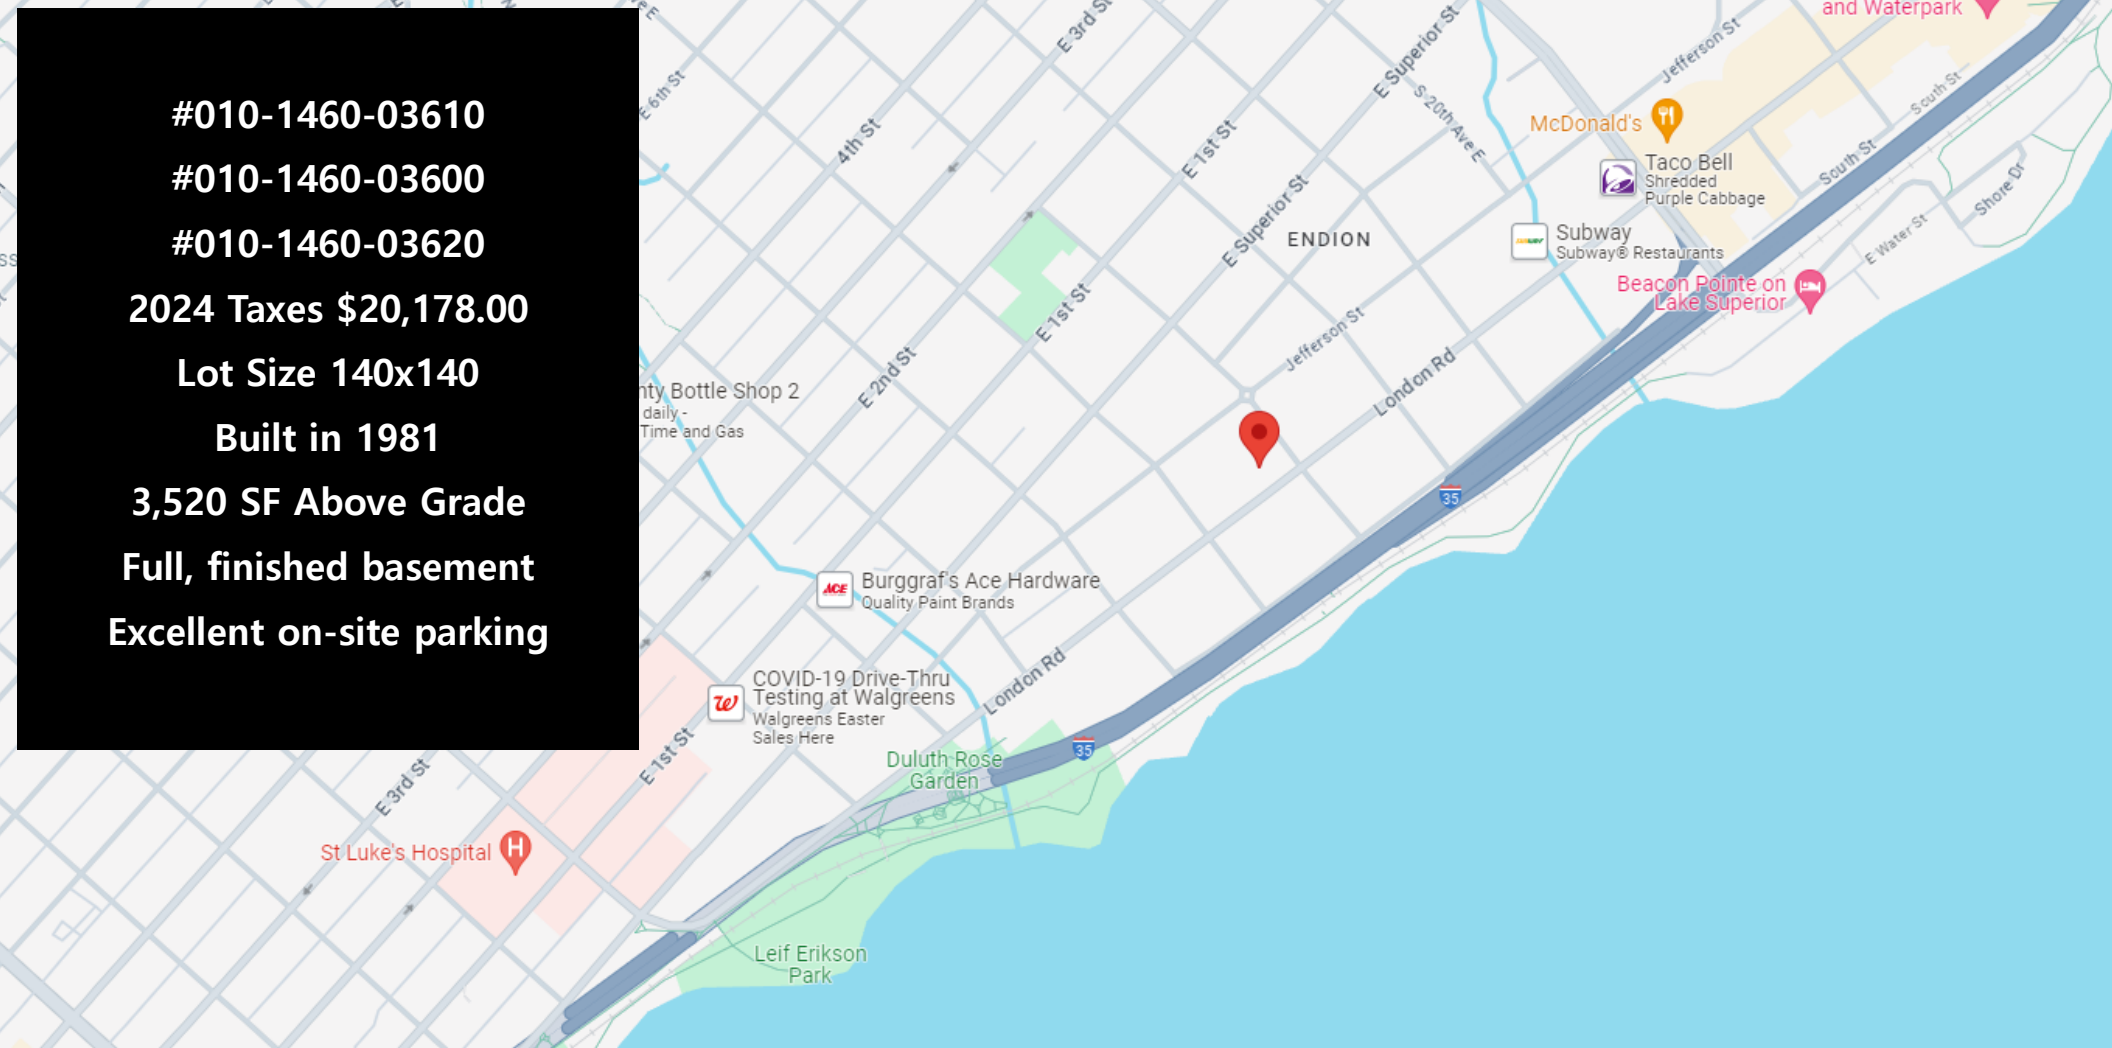 #010-1460-03610
#010-1460-03600
#010-1460-03620
2024 Taxes $20,178.00
Lot Size 140x140
Built in 1981
3,520 SF Above Grade
Full, finished basement
Excellent on-site parking
and Waterpark
E 3rd St
E Superior St
Jefferson St
E 6th St
4th St
E 1st St
S 20th Ave E
McDonald's
South St
Taco Bell
Shredded
Purple Cabbage
South St
Shore Dr
E Superior St
ENDION
Subway
Subway® Restaurants
E Water St
Beacon Pointe on
Lake Superior
E 1st St
Jefferson St
E 2nd St
London Rd
Bottle Shop 2
daily -
Time and Gas
35
ACE
Burggraf's Ace Hardware
Quality Paint Brands
London Rd
COVID-19 Drive-Thru
Testing at Walgreens
Walgreens Easter
Sales Here
E 1st St
35
Duluth Rose
Garden
E 3rd St
St Luke's Hospital
H
Leif Erikson
Park